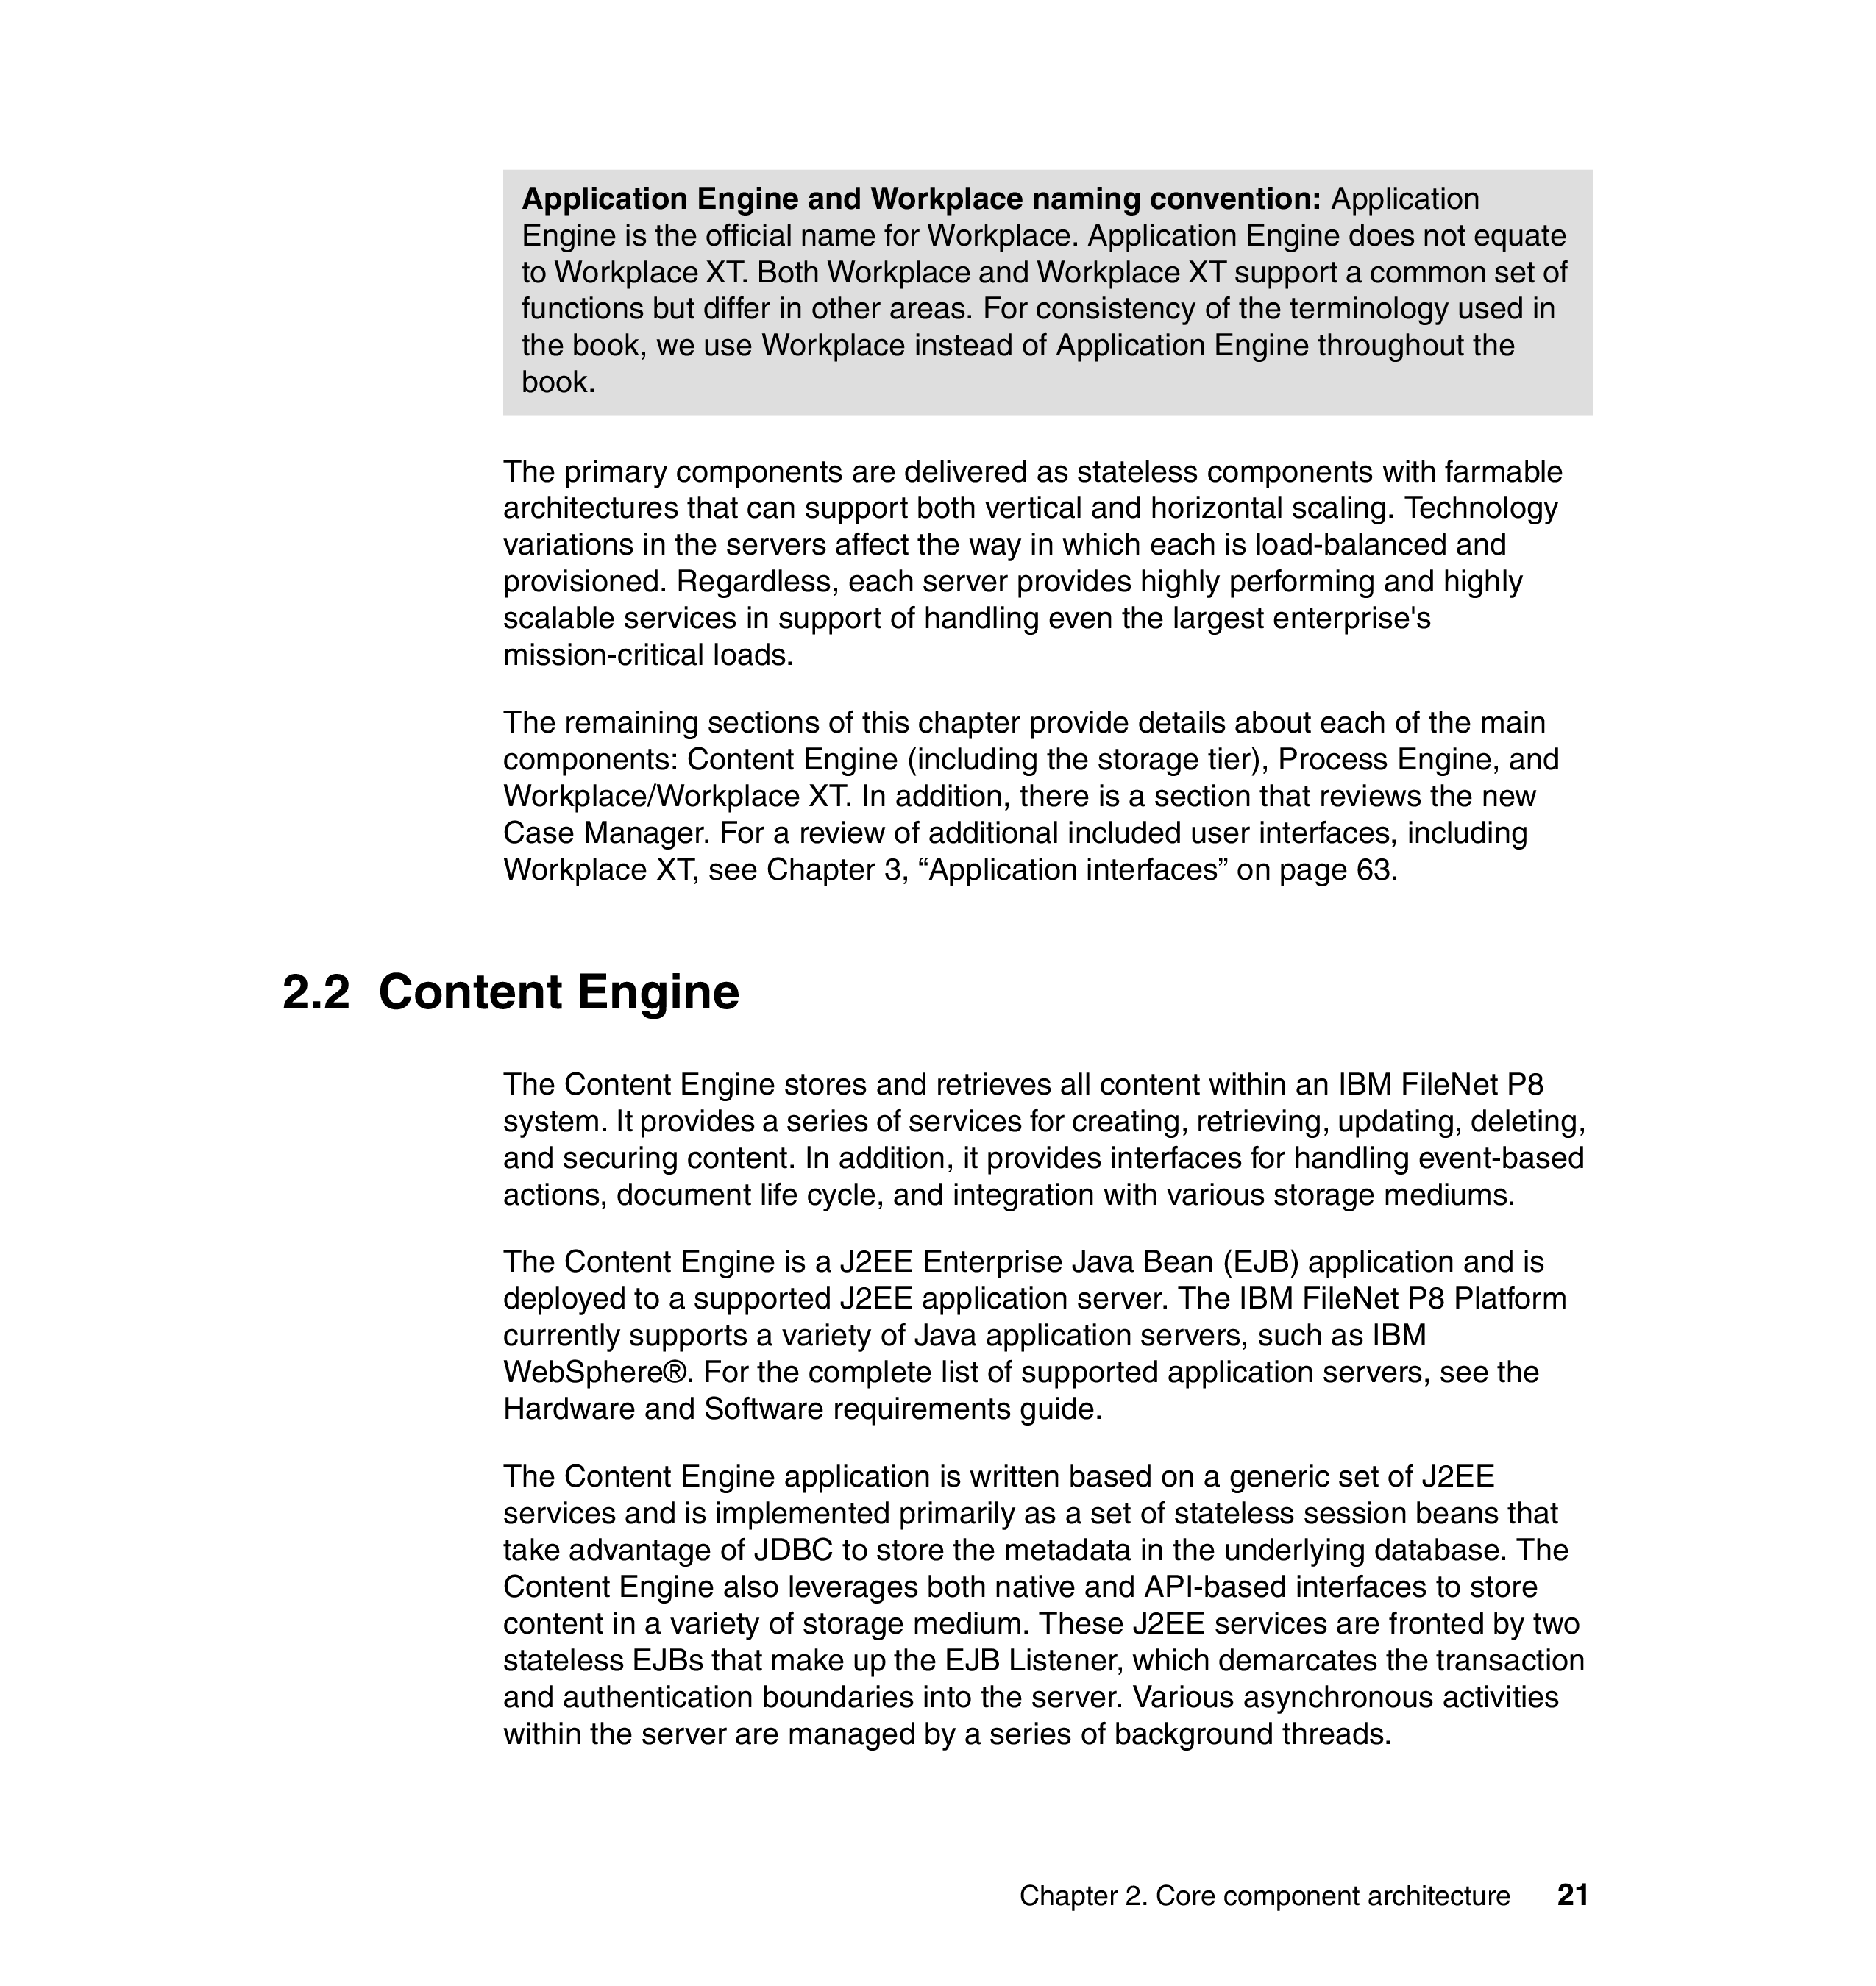 Application Engine and Workplace naming convention: Application
Engine is the official name for Workplace. Application Engine does not equate
to Workplace XT. Both Workplace and Workplace XT support a common set of
functions but differ in other areas. For consistency of the terminology used in
the book, we use Workplace instead of Application Engine throughout the
book.
The primary components are delivered as stateless components with farmable
architectures that can support both vertical and horizontal scaling. Technology
variations in the servers affect the way in which each is load-balanced and
provisioned. Regardless, each server provides highly performing and highly
scalable services in support of handling even the largest enterprise's
mission-critical loads.
The remaining sections of this chapter provide details about each of the main
components: Content Engine (including the storage tier), Process Engine, and
Workplace/Workplace XT. In addition, there is a section that reviews the new
Case Manager. For a review of additional included user interfaces, including
Workplace XT, see Chapter 3, “Application interfaces” on page 63.
2.2 Content Engine
The Content Engine stores and retrieves all content within an IBM FileNet P8
system. It provides a series of services for creating, retrieving, updating, deleting,
and securing content. In addition, it provides interfaces for handling event-based
actions, document life cycle, and integration with various storage mediums.
The Content Engine is a J2EE Enterprise Java Bean (EJB) application and is
deployed to a supported J2EE application server. The IBM FileNet P8 Platform
currently supports a variety of Java application servers, such as IBM
WebSphere®. For the complete list of supported application servers, see the
Hardware and Software requirements guide.
The Content Engine application is written based on a generic set of J2EE
services and is implemented primarily as a set of stateless session beans that
take advantage of JDBC to store the metadata in the underlying database. The
Content Engine also leverages both native and API-based interfaces to store
content in a variety of storage medium. These J2EE services are fronted by two
stateless EJBs that make up the EJB Listener, which demarcates the transaction
and authentication boundaries into the server. Various asynchronous activities
within the server are managed by a series of background threads.
Chapter 2. Core component architecture 21